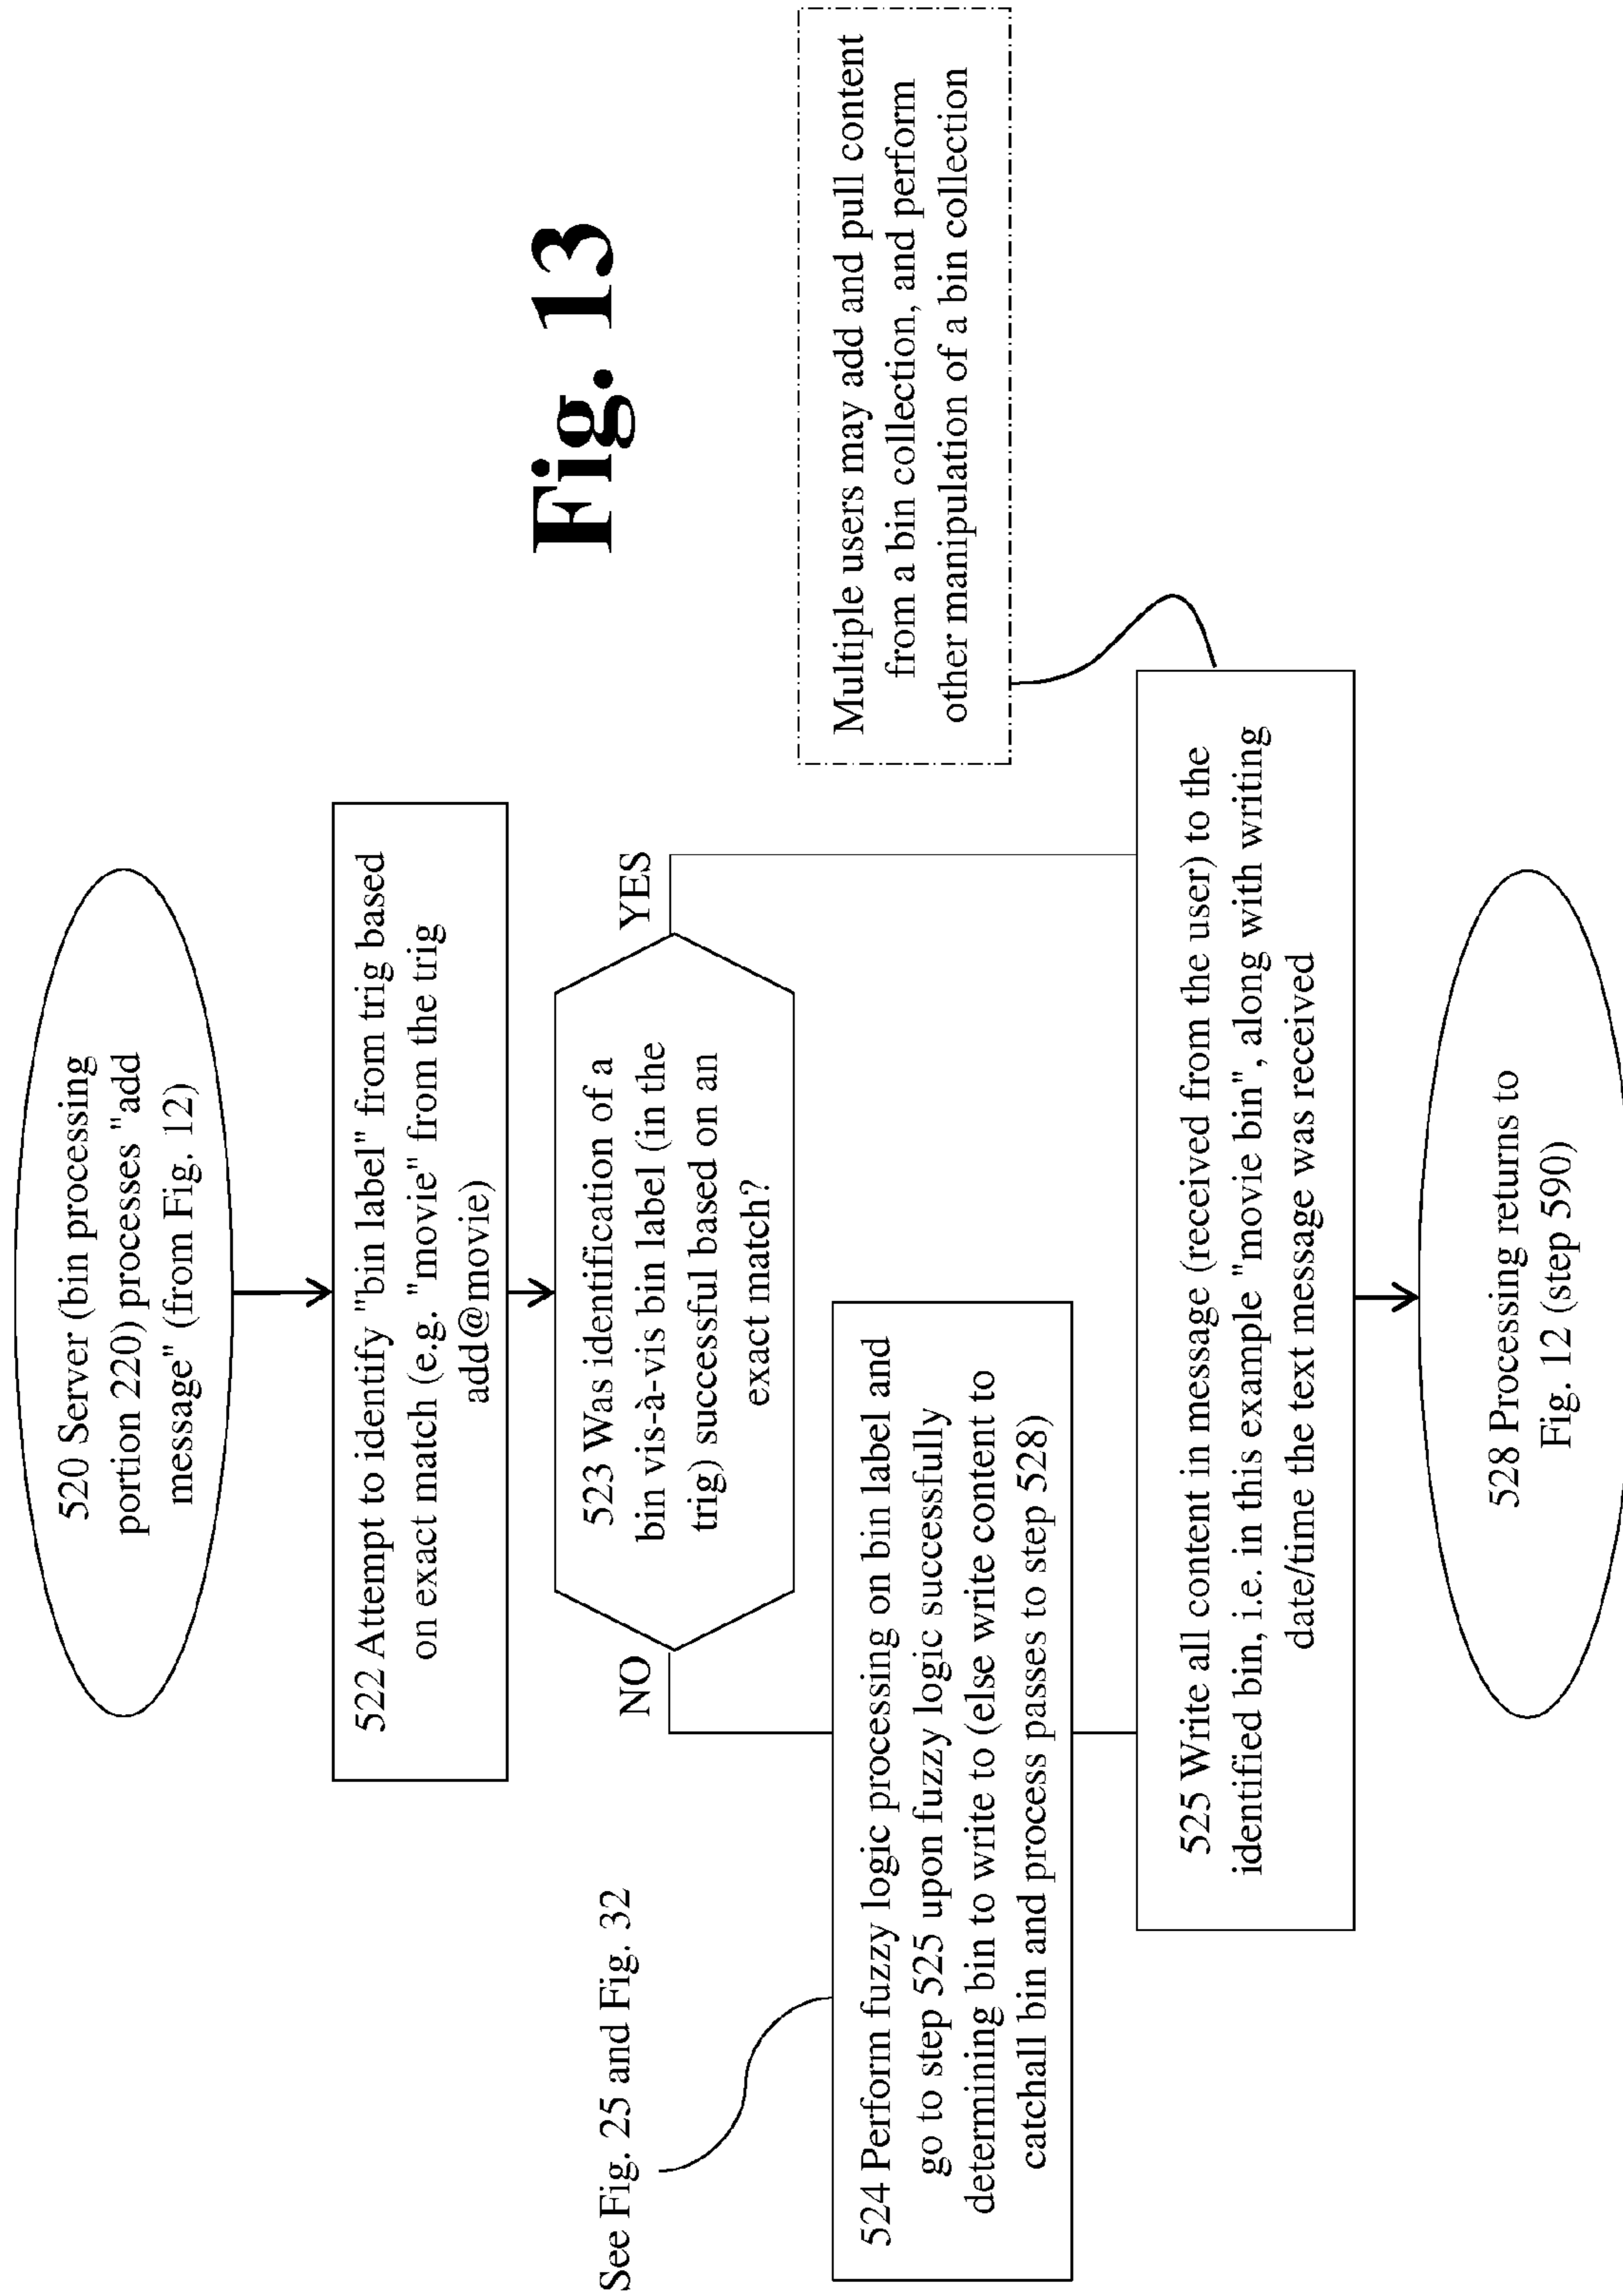 520 Server (bin processing
portion 220) processes "add
message" (from Fig. 12)
522 Attempt to identify "bin label" from trig based
on exact match (e.g. "movie" from the trig
add@movie)
Fig. 13
523 Was identification of a
bin vis-à-vis bin label (in the
trig) successful based on an
exact match?
NO
YES
See Fig. 25 and Fig. 32
524 Perform fuzzy logic processing on bin label and
go to step 525 upon fuzzy logic successfully
determining bin to write to (else write content to
catchall bin and process passes to step 528)
Multiple users may add and pull content
from a bin collection, and perform
other manipulation of a bin collection
525 Write all content in message (received from the user) to the
identified bin, i.e. in this example "movie bin", along with writing
date/time the text message was received
528 Processing returns to
Fig. 12 (step 590)